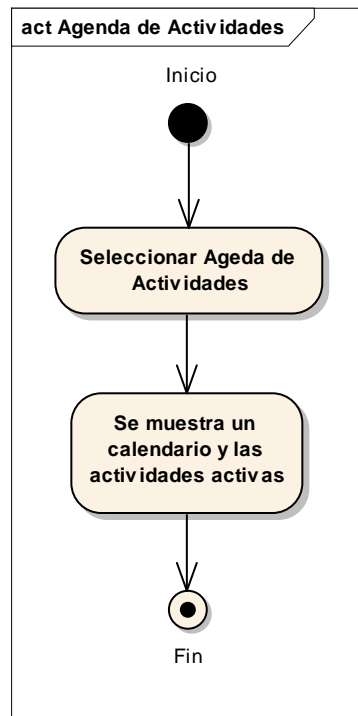 act Agenda de Actividades
Inicio
Seleccionar Ageda de
Actividades
Se muestra un
calendario y las
actividades activas
Fin